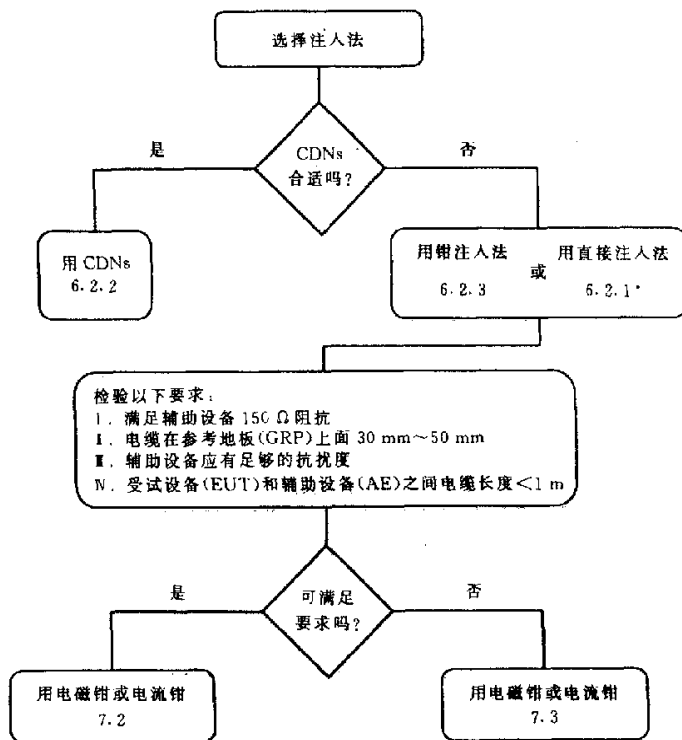 选择注入法
是
CDNs
合适吗?
否
用 CDNs
6.2.2
用钳注入法 或 用直接注入法
6.2.3 6.2.1*
检验以下要求:
Ⅰ. 满足辅助设备 150 Ω 阻抗
Ⅱ. 电缆在参考地板(GRP)上面 30 mm~50 mm
Ⅲ. 辅助设备应有足够的抗扰度
Ⅳ. 受试设备(EUT)和辅助设备(AE)之间电缆长度<1 m
是
可满足
要求吗?
否
用电磁钳或电流钳
7.2
用电磁钳或电流钳
7.3